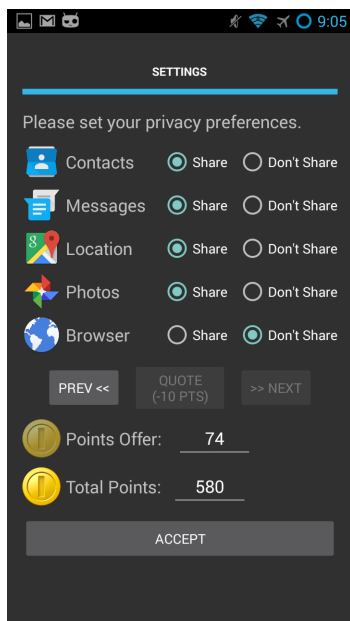 9:05
SETTINGS
Please set your privacy preferences.
Contacts Share Don't Share
Messages Share Don't Share
8 Location Share Don't Share
Photos Share Don't Share
Browser Share Don't Share
PREV << QUOTE (-10 PTS) >> NEXT
Points Offer: 74
Total Points: 580
ACCEPT